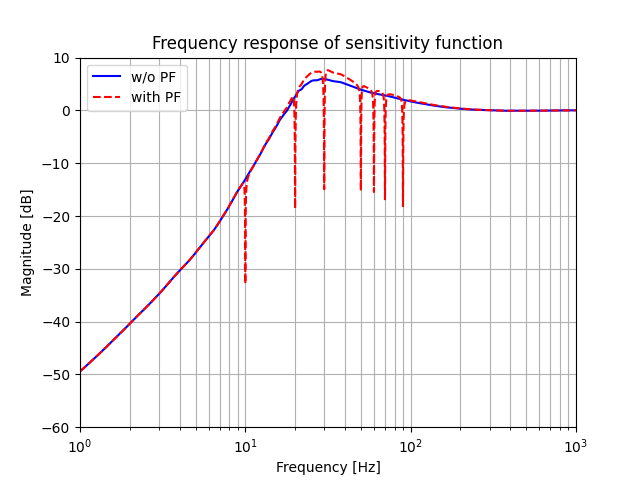 Frequency response of sensitivity function
w/o PF
with PF
10
0
−10
−20
−30
−40
−50
−60
Magnitude [dB]
10⁰ 10¹ 10² 10³
Frequency [Hz]